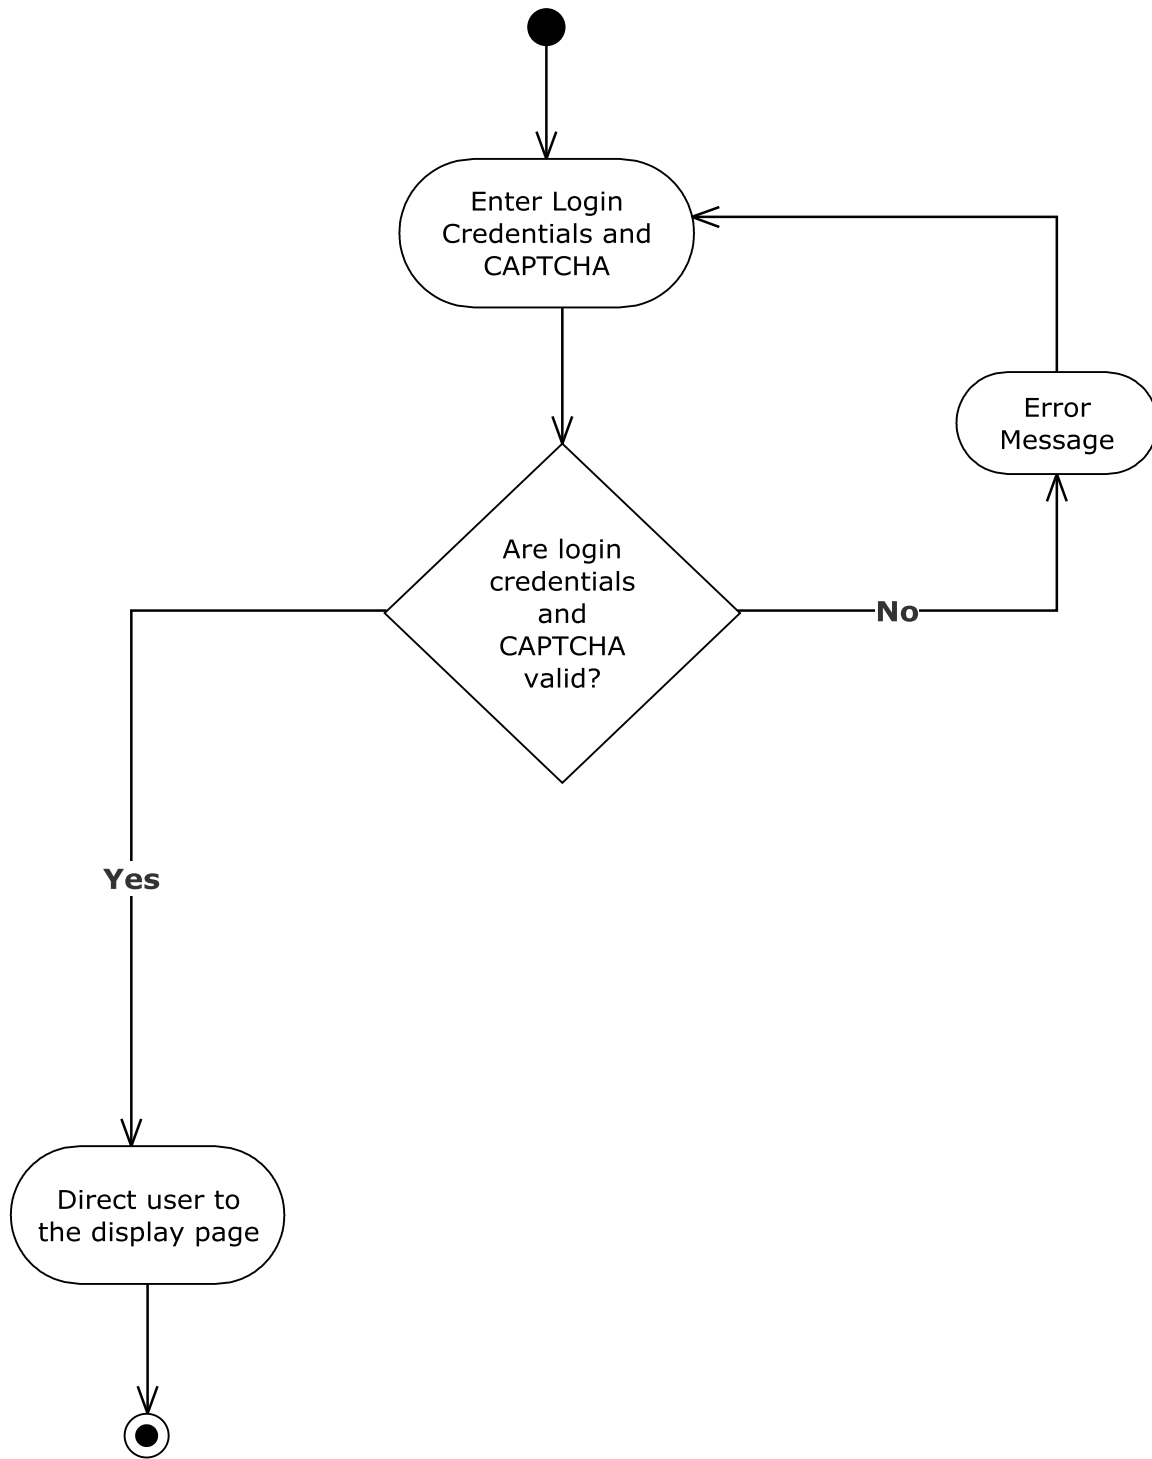 Enter Login
Credentials and
CAPTCHA
Error
Message
Are login
credentials
and
CAPTCHA
valid?
No
Yes
Direct user to
the display page